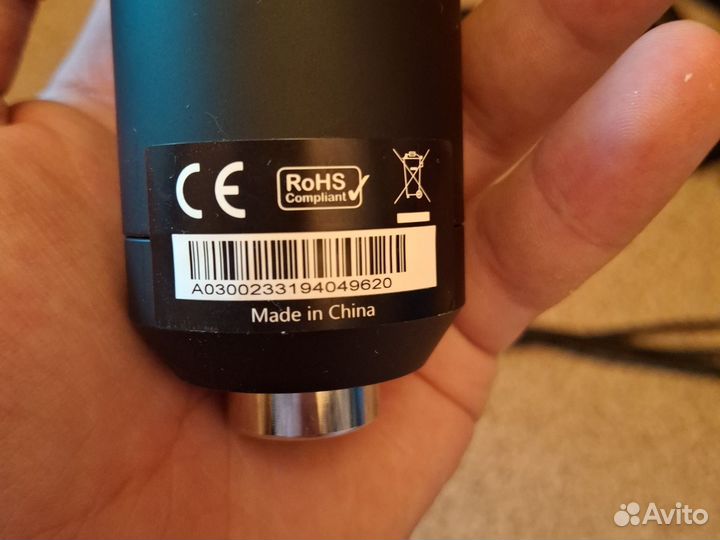 CE
RoHS
Compliant
A0300233194049620
Made in China
Avito